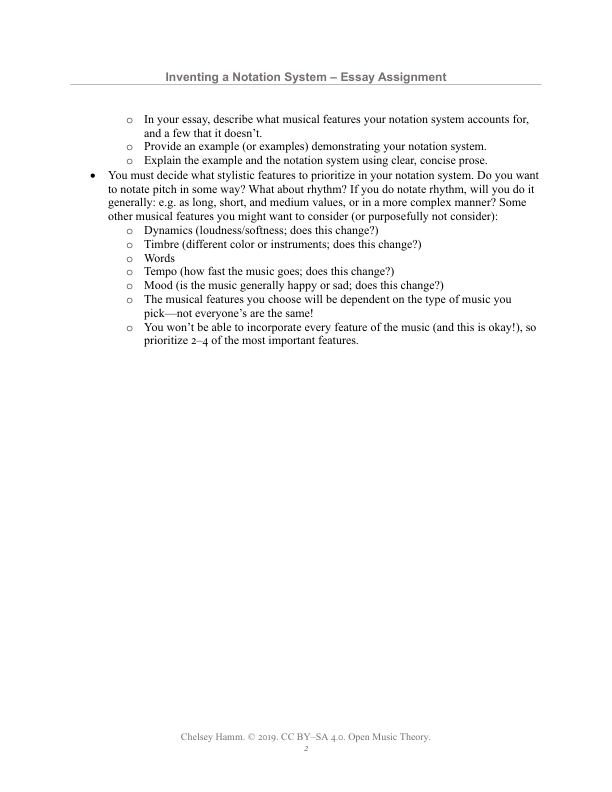 Inventing a Notation System – Essay Assignment
o In your essay, describe what musical features your notation system accounts for,
and a few that it doesn't.
o Provide an example (or examples) demonstrating your notation system.
o Explain the example and the notation system using clear, concise prose.
• You must decide what stylistic features to prioritize in your notation system. Do you want
to notate pitch in some way? What about rhythm? If you do notate rhythm, will you do it
generally: e.g. as long, short, and medium values, or in a more complex manner? Some
other musical features you might want to consider (or purposefully not consider):
o Dynamics (loudness/softness; does this change?)
o Timbre (different color or instruments; does this change?)
o Words
o Tempo (how fast the music goes; does this change?)
o Mood (is the music generally happy or sad; does this change?)
o The musical features you choose will be dependent on the type of music you
pick—not everyone's are the same!
o You won't be able to incorporate every feature of the music (and this is okay!), so
prioritize 2–4 of the most important features.
Chelsey Hamm. © 2019. CC BY–SA 4.0. Open Music Theory.
2